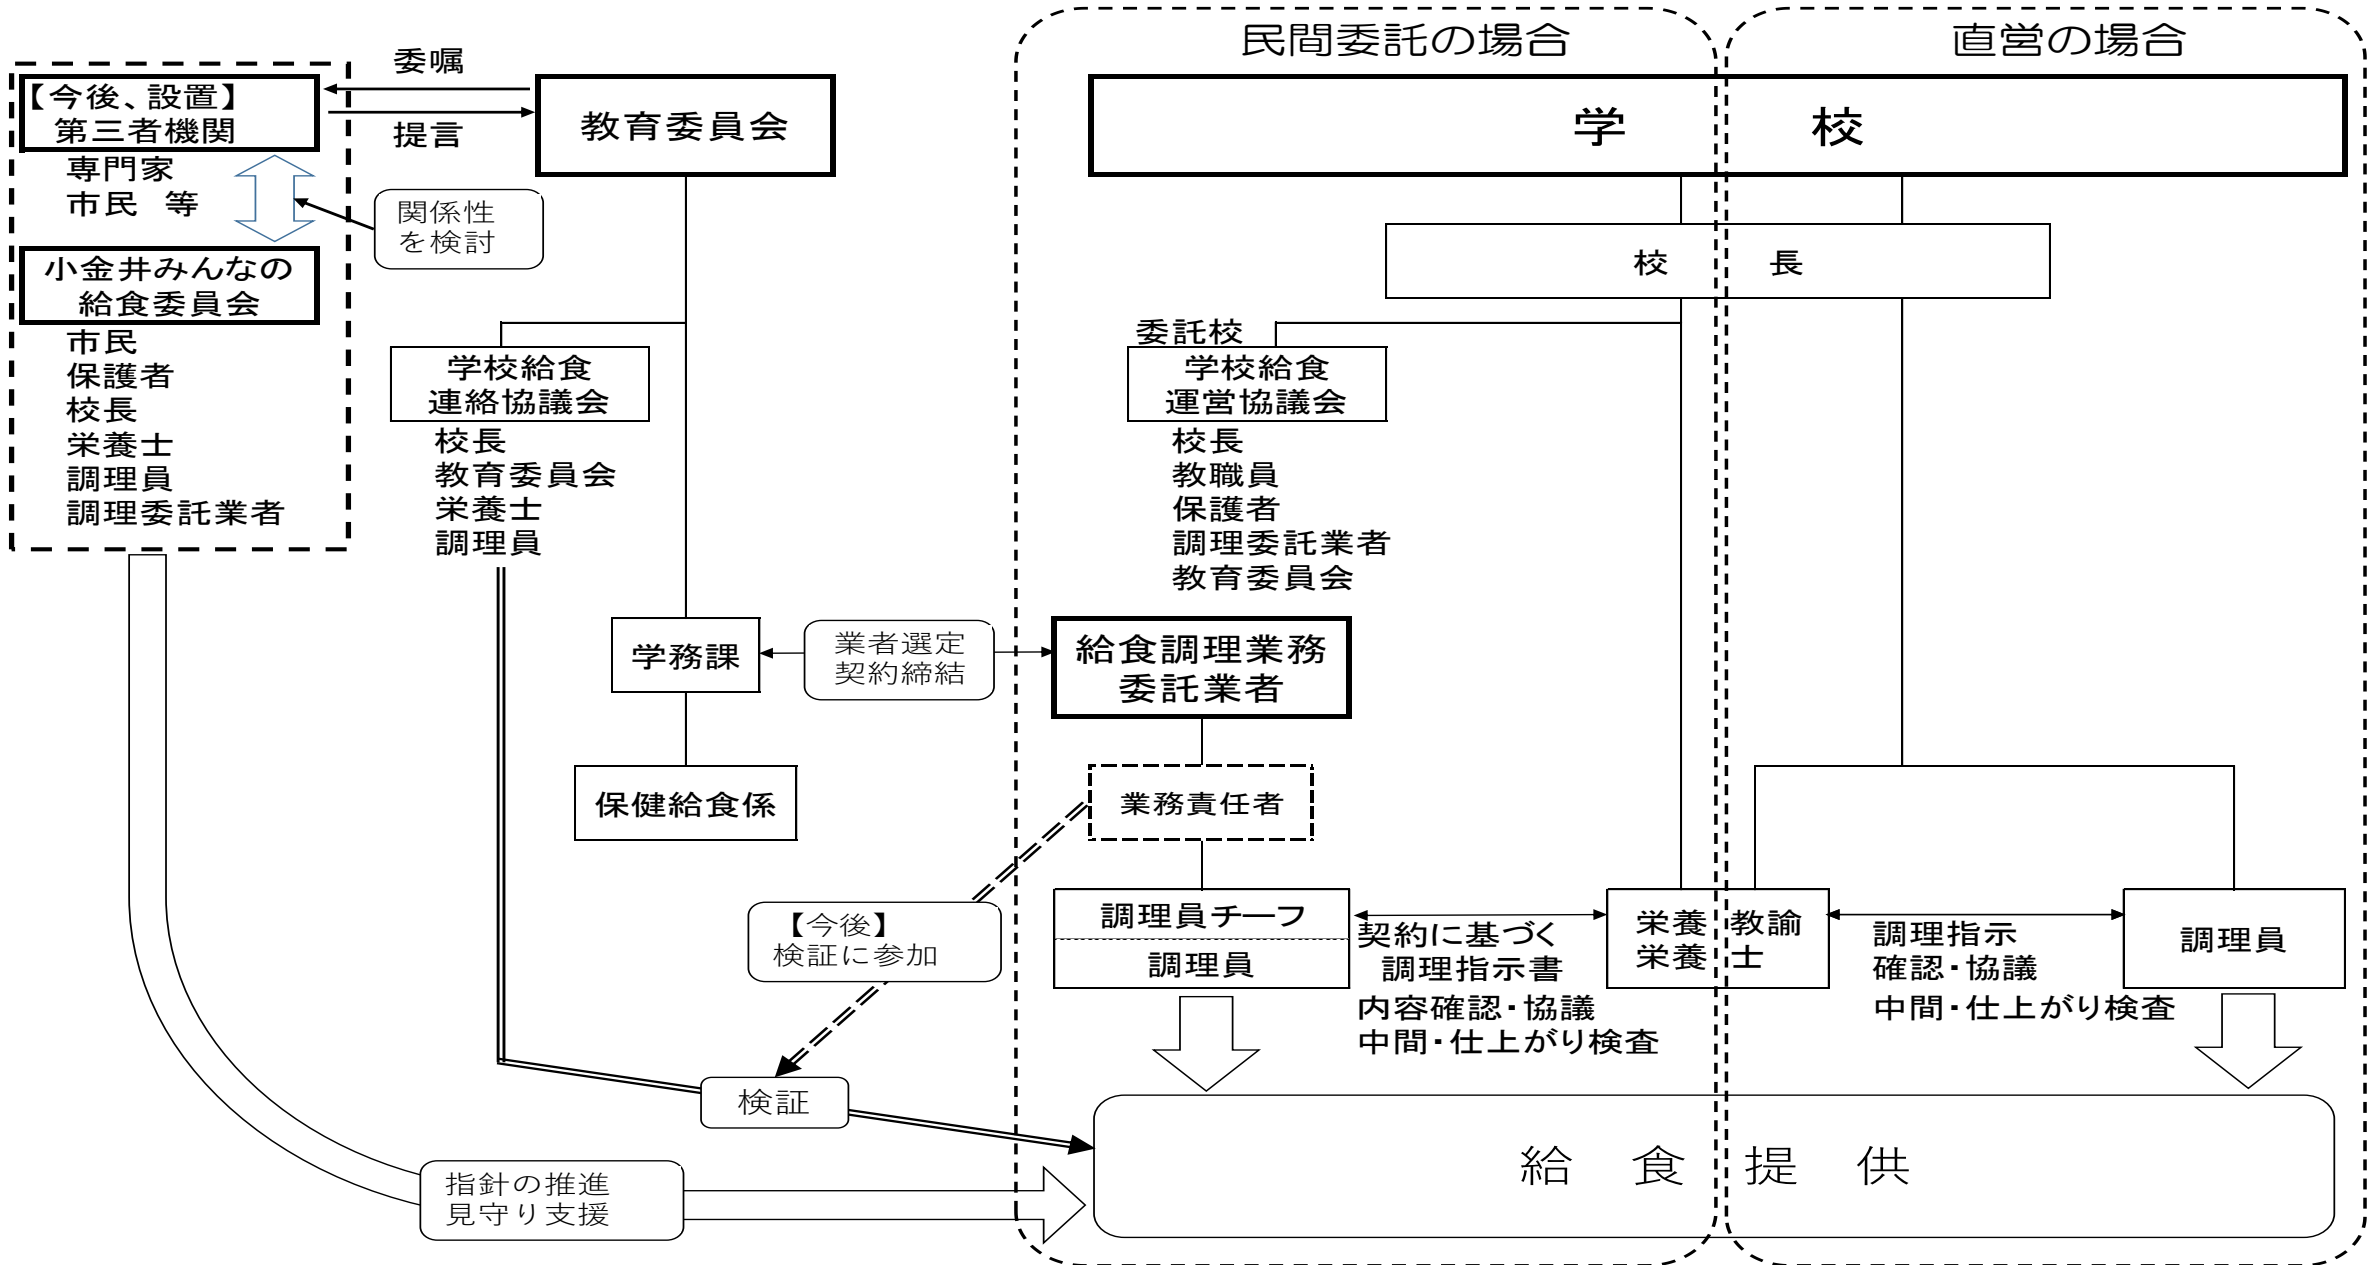 民間委託の場合
直営の場合
【今後、設置】
第三者機関
専門家
市民 等
委嘱
提言
教育委員会
学 校
関係性
を検討
小金井みんなの
給食委員会
市民
保護者
校長
栄養士
調理員
調理委託業者
校 長
学校給食
連絡協議会
校長
教育委員会
栄養士
調理員
委託校
学校給食
運営協議会
校長
教職員
保護者
調理委託業者
教育委員会
学務課
業者選定
契約締結
給食調理業務
委託業者
保健給食係
業務責任者
【今後】
検証に参加
調理員チーフ
調理員
契約に基づく
調理指示書
内容確認・協議
中間・仕上がり検査
栄養 教諭
栄養 士
調理指示
確認・協議
中間・仕上がり検査
調理員
検証
指針の推進
見守り支援
給 食 提 供